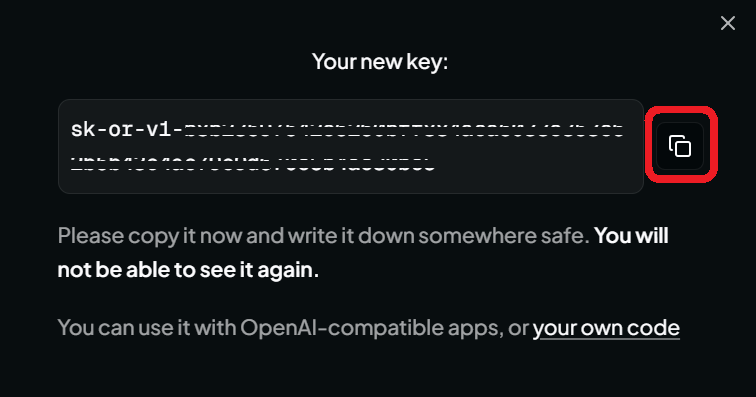 Your new key:
sk-or-v1-
Please copy it now and write it down somewhere safe. You will
not be able to see it again.
You can use it with OpenAI-compatible apps, or your own code